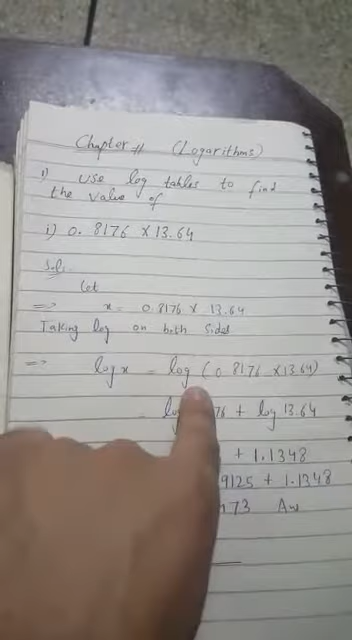 Chapter # (Logarithms)
1) use log tables to find
the value of
i) 0.8176 × 13.64
Sol:
Let
=> x = 0.8176 × 13.64
Taking log on both sides
=> log x = log (0.8176 × 13.64)
= 76 + log 13.64
+ 1.1348
9125 + 1.1348
73 Ans